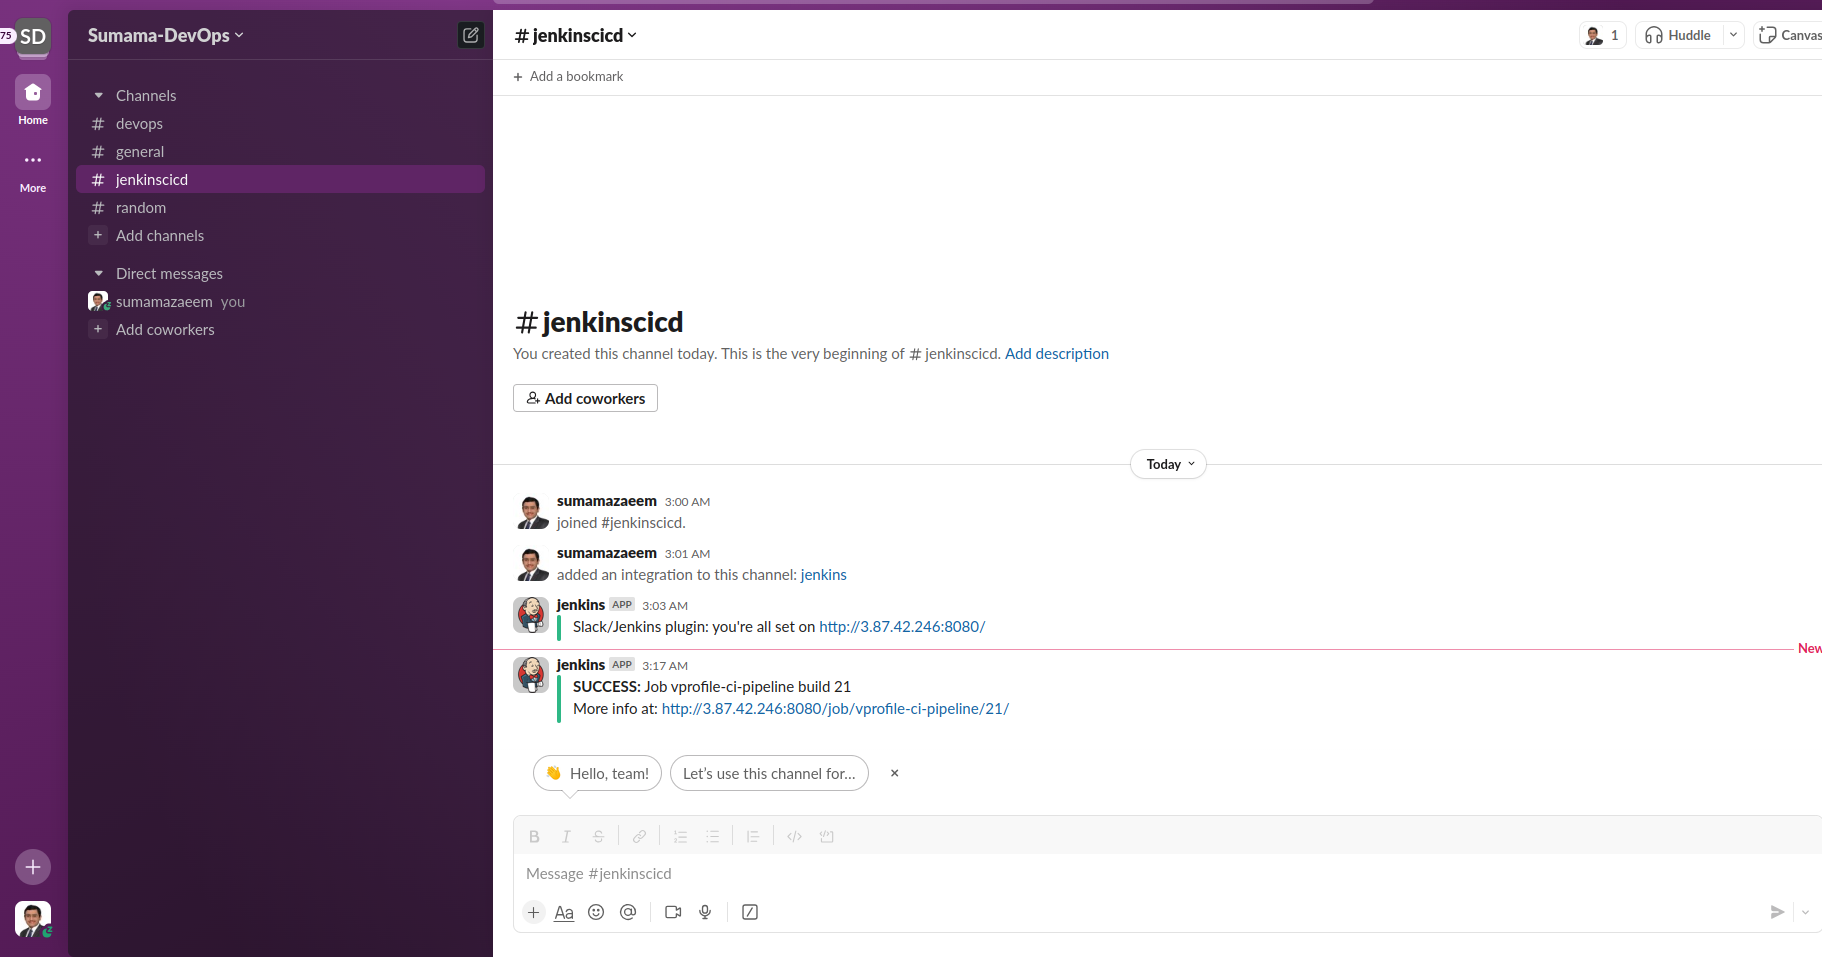 75
SD
Home
More
Sumama-DevOps
Channels
# devops
# general
# jenkinscicd
# random
+ Add channels
Direct messages
sumamazaeem you
+ Add coworkers
# jenkinscicd
1
Huddle
Canvas
+ Add a bookmark
# jenkinscicd
You created this channel today. This is the very beginning of # jenkinscicd. Add description
Add coworkers
Today
sumamazaeem 3:00 AM
joined #jenkinscicd.
sumamazaeem 3:01 AM
added an integration to this channel: jenkins
jenkins APP 3:03 AM
Slack/Jenkins plugin: you're all set on http://3.87.42.246:8080/
New
jenkins APP 3:17 AM
SUCCESS: Job vprofile-ci-pipeline build 21
More info at: http://3.87.42.246:8080/job/vprofile-ci-pipeline/21/
👋 Hello, team!
Let's use this channel for...
Message #jenkinscicd
Aa